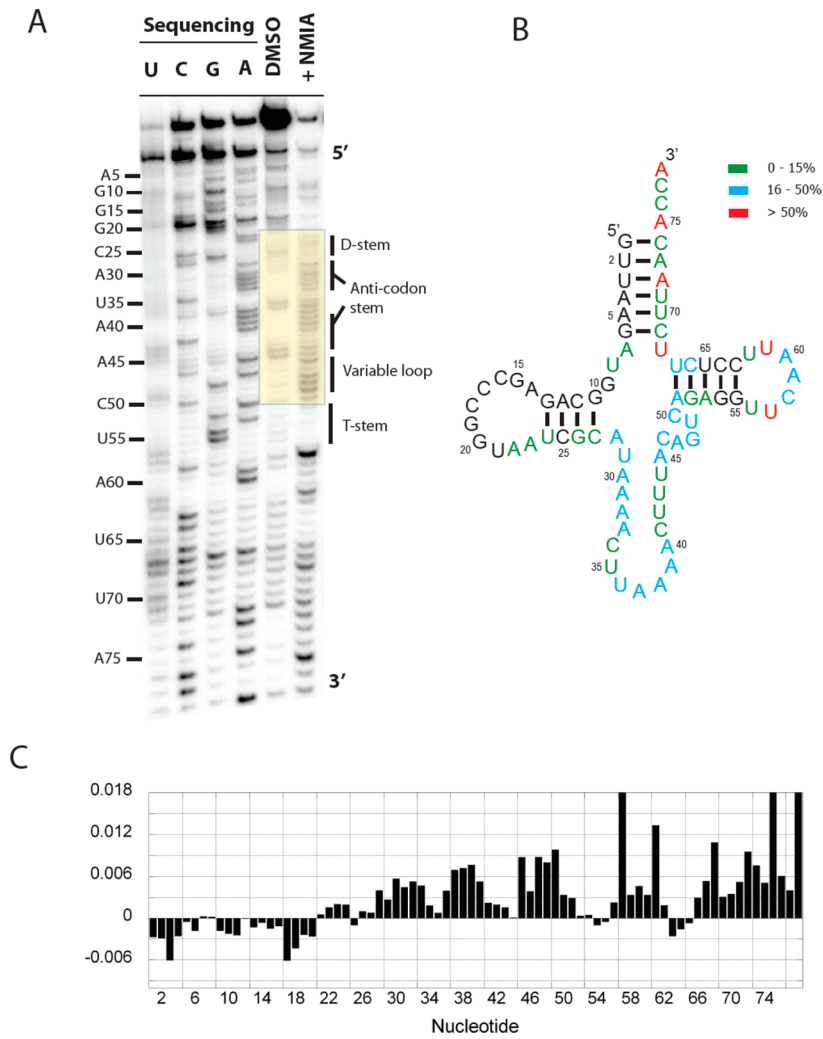 A
Sequencing
U C G A DMSO + NMIA
5'
A5
G10
G15
G20
C25
A30
U35
A40
A45
C50
U55
A60
U65
U70
A75
D-stem
Anti-codon
stem
Variable loop
T-stem
3'
B
3'
A
C
C
A 75
5' G C
2 U A
U A
U U
A U 70
5 A C
G U
A
U
0 - 15%
16 - 50%
> 50%
15
G A G A C G G 10
C
C
C
C
G
G
20 U A A U C G C
25
A
U
30 A
A
A
A
C
35 U
U A A
A
A 40
C
U
U
U
A
45 A
G
U
C
C
50 A
U C U C C U U A 60
65
A
C
G A G G U U
55
C
0.018
0.012
0.006
0
-0.006
2 6 10 14 18 22 26 30 34 38 42 46 50 54 58 62 66 70 74
Nucleotide